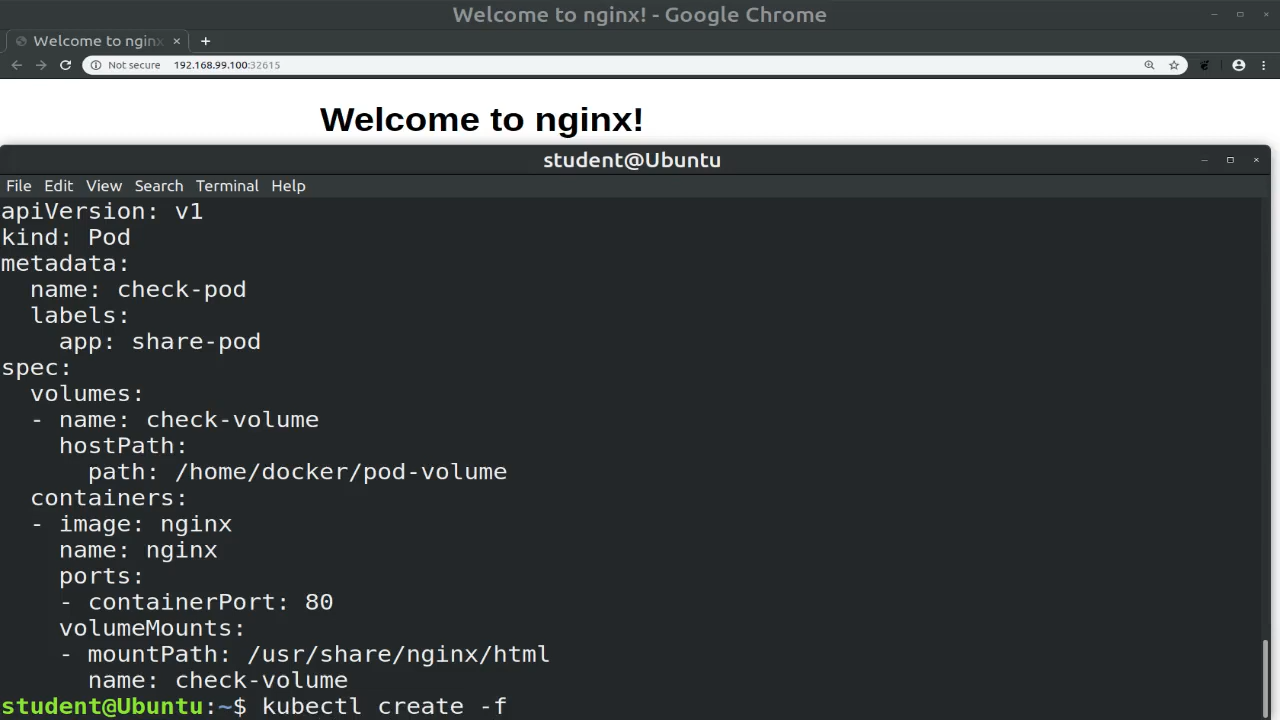 Welcome to nginx! - Google Chrome
Welcome to nginx
Not secure 192.168.99.100:32615
Welcome to nginx!
student@Ubuntu
File Edit View Search Terminal Help
apiVersion: v1
kind: Pod
metadata:
  name: check-pod
  labels:
    app: share-pod
spec:
  volumes:
  - name: check-volume
    hostPath:
      path: /home/docker/pod-volume
  containers:
  - image: nginx
    name: nginx
    ports:
    - containerPort: 80
    volumeMounts:
    - mountPath: /usr/share/nginx/html
      name: check-volume
student@Ubuntu:~$ kubectl create -f